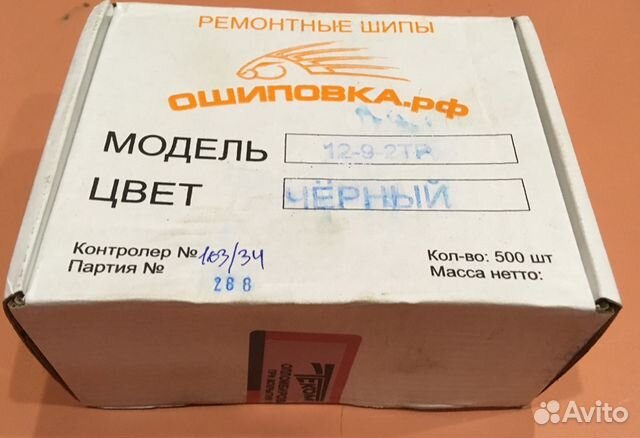 РЕМОНТНЫЕ ШИПЫ
ОШИПОВКА.РФ
МОДЕЛЬ 12-9-2TP
ЦВЕТ ЧЁРНЫЙ
Контролер № 103/34
Партия № 288
Кол-во: 500 шт
Масса нетто:
Avito